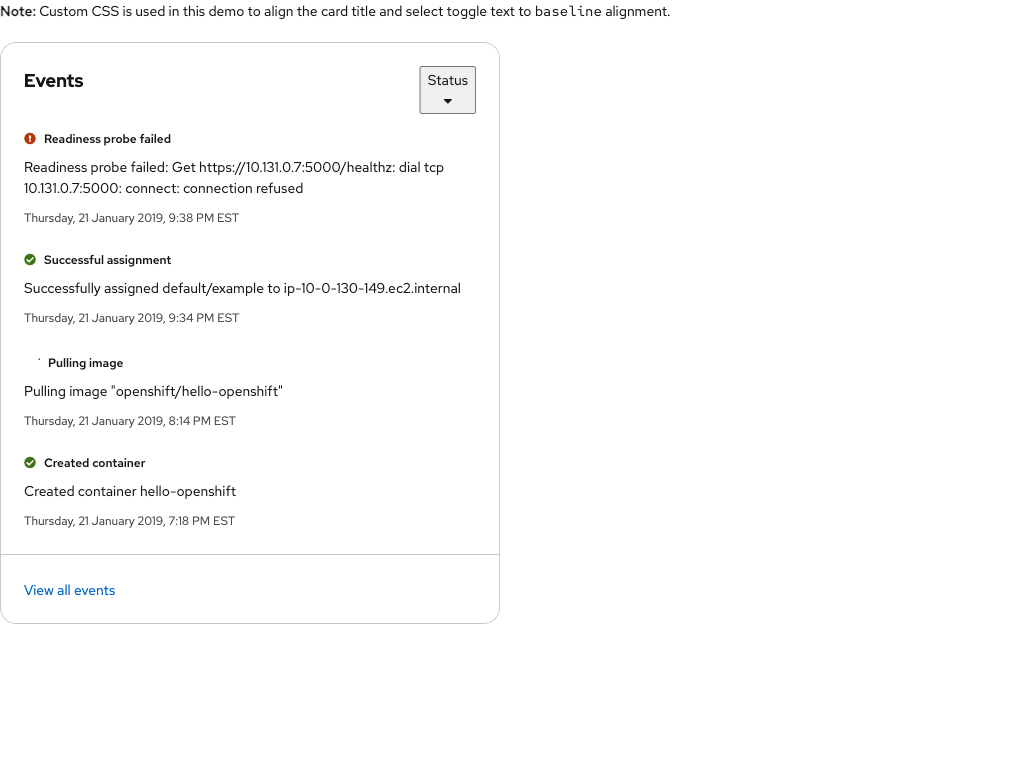 Note: Custom CSS is used in this demo to align the card title and select toggle text to baseline alignment.
Events
Status
Readiness probe failed
Readiness probe failed: Get https://10.131.0.7:5000/healthz: dial tcp
10.131.0.7:5000: connect: connection refused
Thursday, 21 January 2019, 9:38 PM EST
Successful assignment
Successfully assigned default/example to ip-10-0-130-149.ec2.internal
Thursday, 21 January 2019, 9:34 PM EST
Pulling image
Pulling image "openshift/hello-openshift"
Thursday, 21 January 2019, 8:14 PM EST
Created container
Created container hello-openshift
Thursday, 21 January 2019, 7:18 PM EST
View all events